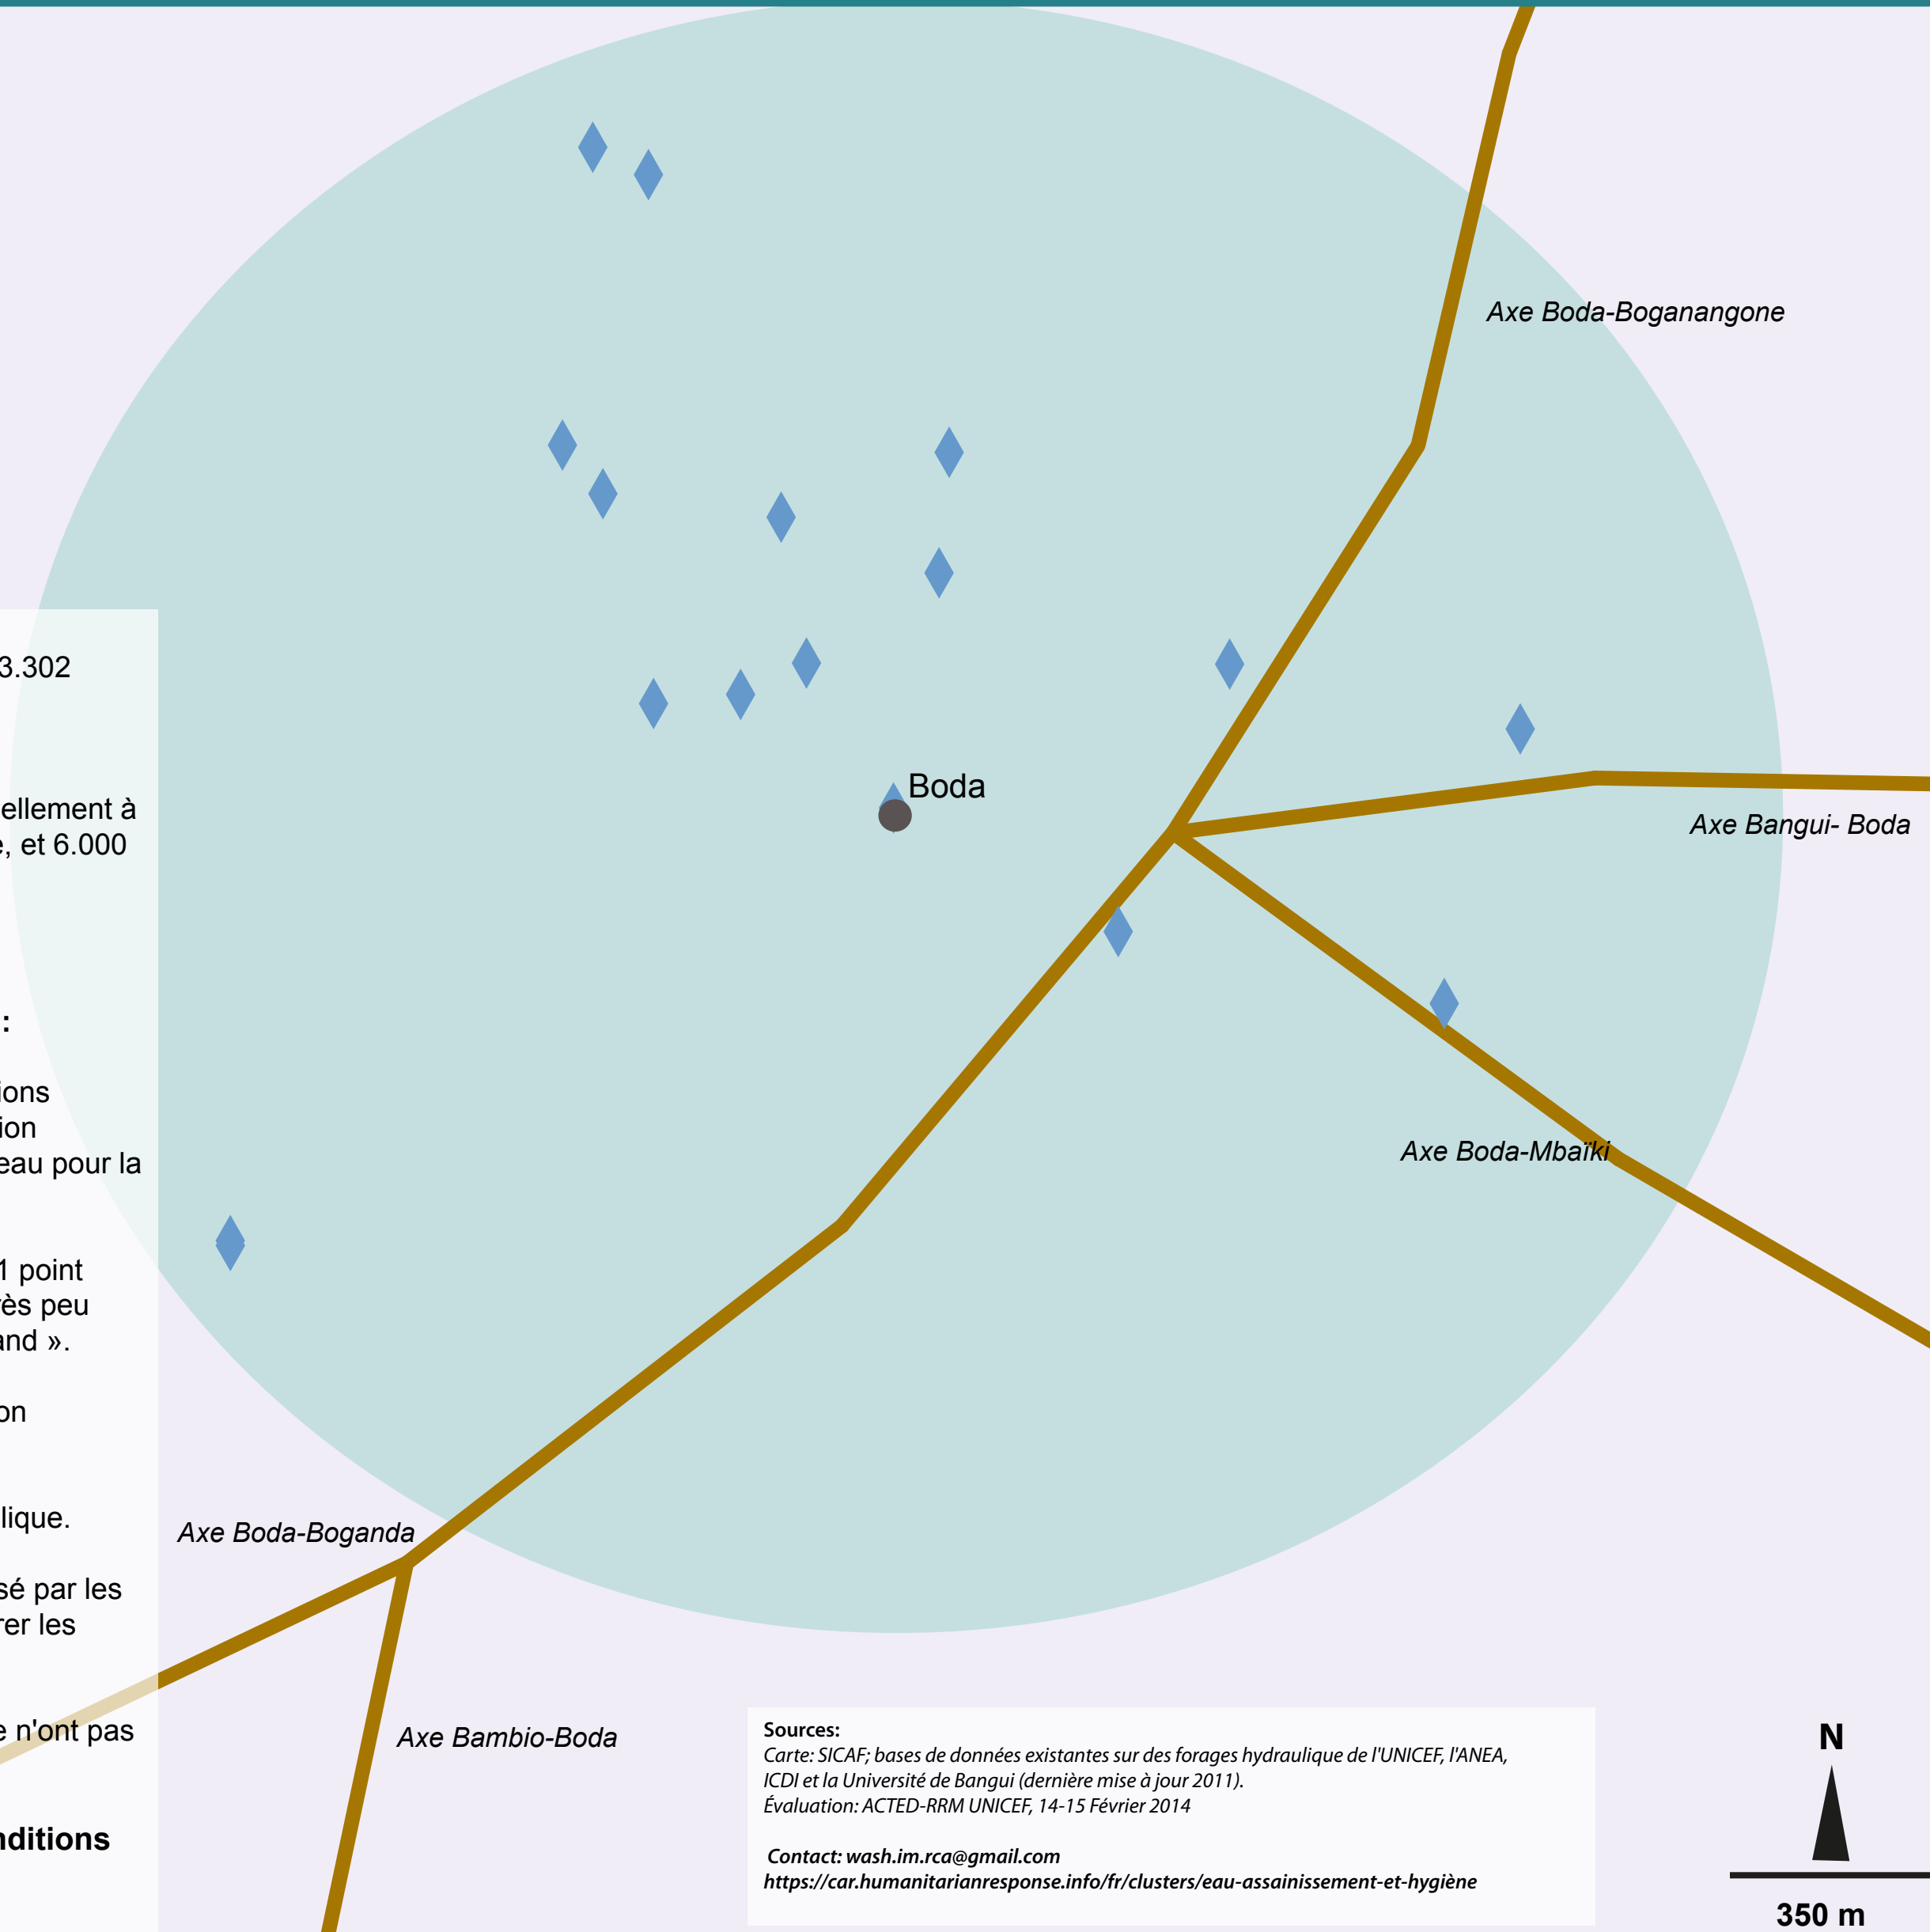 Axe Boda-Boganangone
3.302
Boda
ellement à
Axe Bangui- Boda
e, et 6.000
:
ions
ion
Axe Boda-Mbaïki
eau pour la
1 point
ès peu
and ».
on
lique.
Axe Boda-Boganda
sé par les
rer les
e n'ont pas
Axe Bambio-Boda
nditions
Sources:
Carte: SICAF; bases de données existantes sur des forages hydraulique de l'UNICEF, l'ANEA,
ICDI et la Université de Bangui (dernière mise à jour 2011).
Évaluation: ACTED-RRM UNICEF, 14-15 Février 2014
Contact: wash.im.rca@gmail.com
https://car.humanitarianresponse.info/fr/clusters/eau-assainissement-et-hygiène
N
350 m